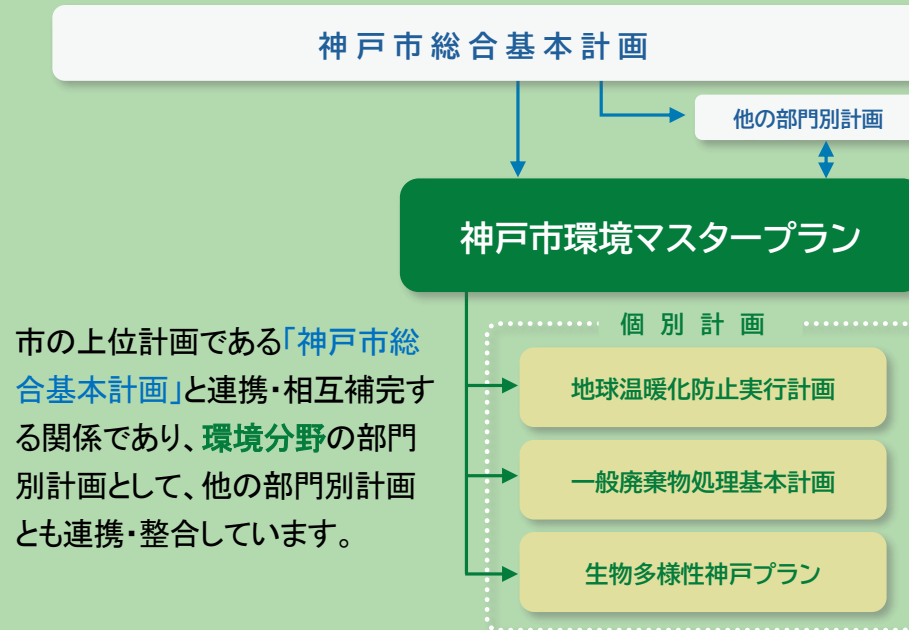 神戸市総合基本計画
他の部門別計画
神戸市環境マスタープラン
個別計画
地球温暖化防止実行計画
一般廃棄物処理基本計画
生物多様性神戸プラン
市の上位計画である「神戸市総
合基本計画」と連携・相互補完す
る関係であり、環境分野の部門
別計画として、他の部門別計画
とも連携・整合しています。